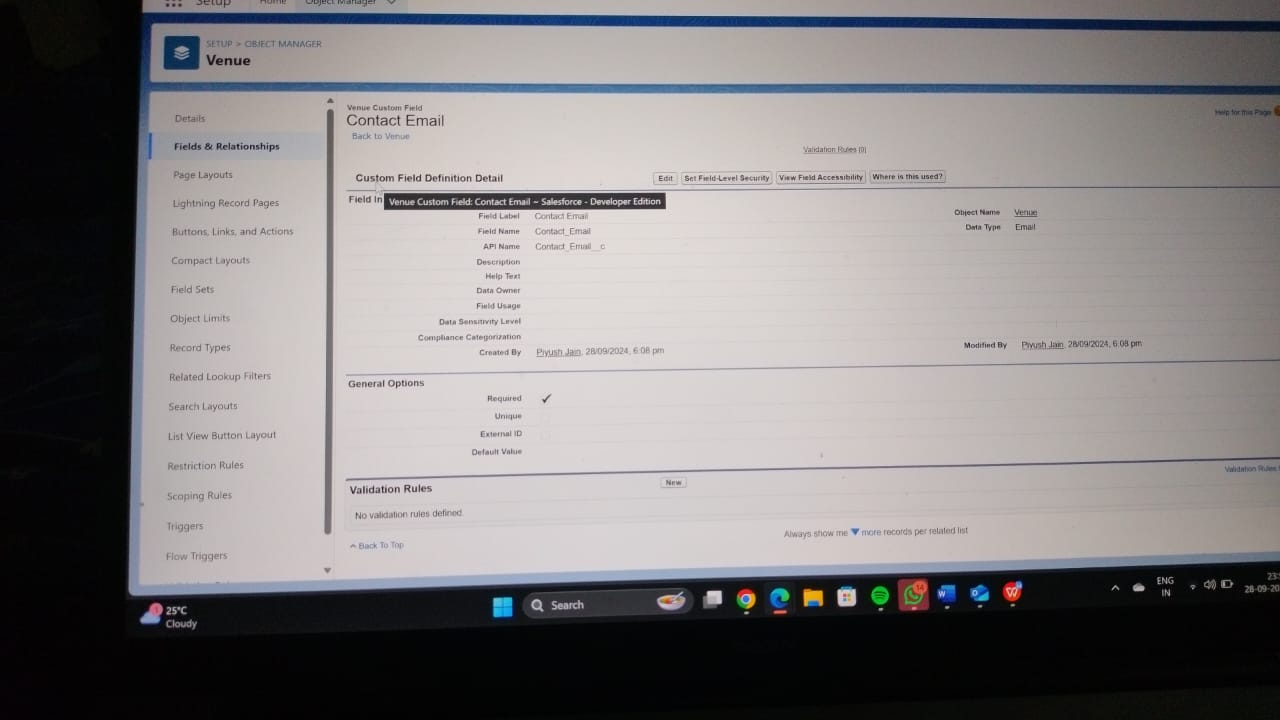 Setup Home Object Manager
SETUP > OBJECT MANAGER
Venue
Details
Fields & Relationships
Page Layouts
Lightning Record Pages
Buttons, Links, and Actions
Compact Layouts
Field Sets
Object Limits
Record Types
Related Lookup Filters
Search Layouts
List View Button Layout
Restriction Rules
Scoping Rules
Triggers
Flow Triggers
Venue Custom Field
Contact Email
Back to Venue
Help for this Page
Validation Rules [0]
Custom Field Definition Detail
Edit Set Field-Level Security View Field Accessibility Where is this used?
Field In
Venue Custom Field: Contact Email ~ Salesforce - Developer Edition
Field Label Contact Email Object Name Venue
Field Name Contact_Email Data Type Email
API Name Contact_Email__c
Description
Help Text
Data Owner
Field Usage
Data Sensitivity Level
Compliance Categorization
Created By Piyush Jain, 28/09/2024, 6:08 pm Modified By Piyush Jain, 28/09/2024, 6:08 pm
General Options
Required ✓
Unique
External ID
Default Value
Validation Rules New Validation Rules
No validation rules defined.
Back To Top Always show me more records per related list
25°C
Cloudy
Search
14
ENG
IN
23:
28-09-20